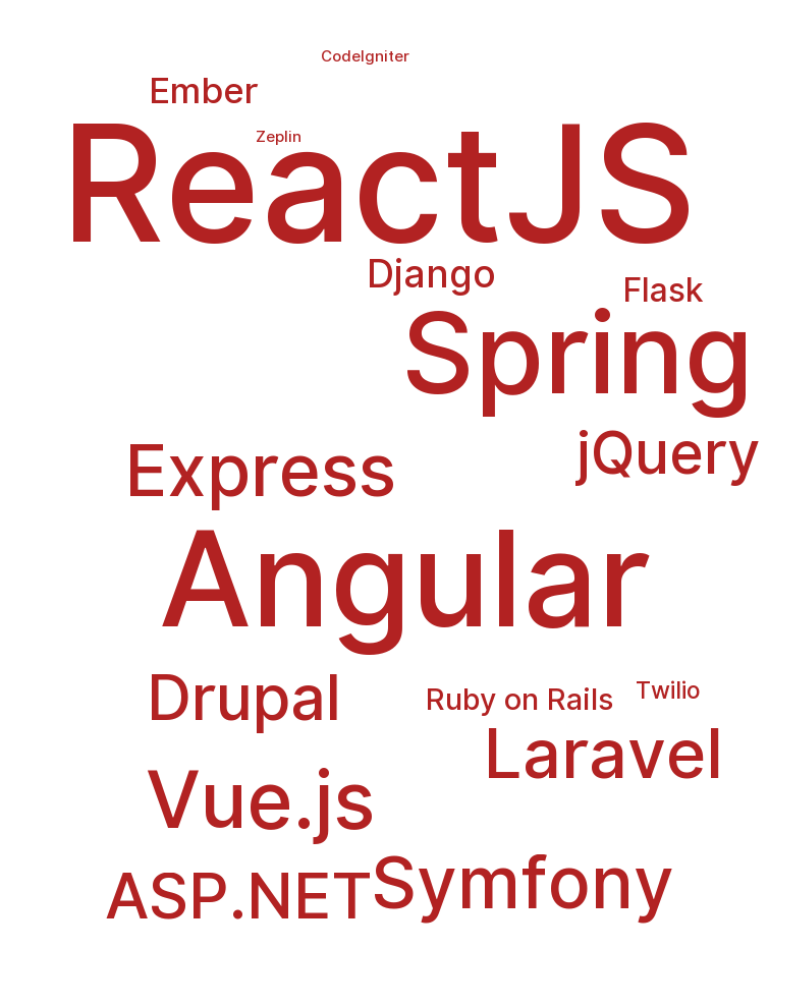 CodeIgniter
Ember
Zeplin
ReactJS
Django
Flask
Spring
jQuery
Express
Angular
Drupal
Ruby on Rails
Twilio
Laravel
Vue.js
ASP.NET
Symfony